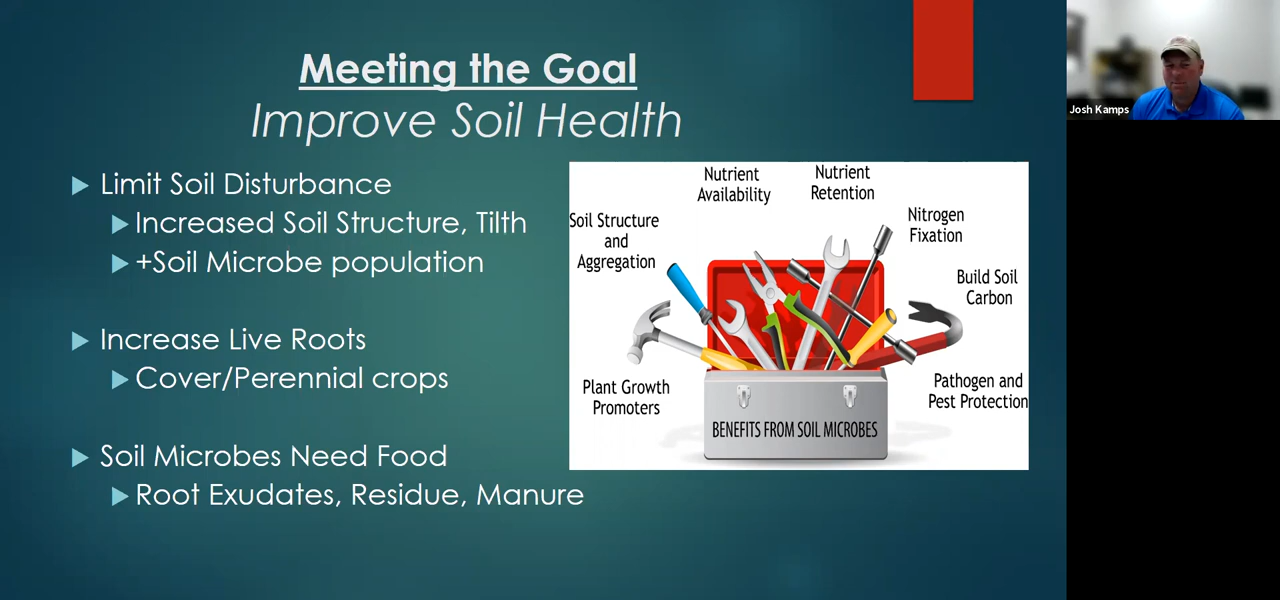 Meeting the Goal
Improve Soil Health
Limit Soil Disturbance
Increased Soil Structure, Tilth
+Soil Microbe population
Increase Live Roots
Cover/Perennial crops
Soil Microbes Need Food
Root Exudates, Residue, Manure
Nutrient
Availability
Nutrient
Retention
Soil Structure
and
Aggregation
Nitrogen
Fixation
Build Soil
Carbon
Plant Growth
Promoters
Pathogen and
Pest Protection
BENEFITS FROM SOIL MICROBES
Josh Kamps